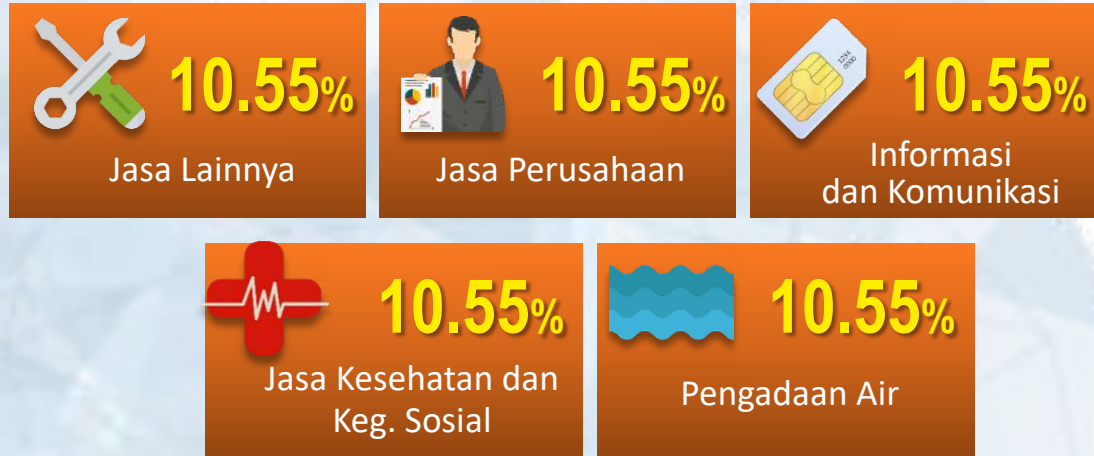 10.55%
Jasa Lainnya
10.55%
Jasa Perusahaan
10.55%
Informasi
dan Komunikasi
10.55%
Jasa Kesehatan dan
Keg. Sosial
10.55%
Pengadaan Air